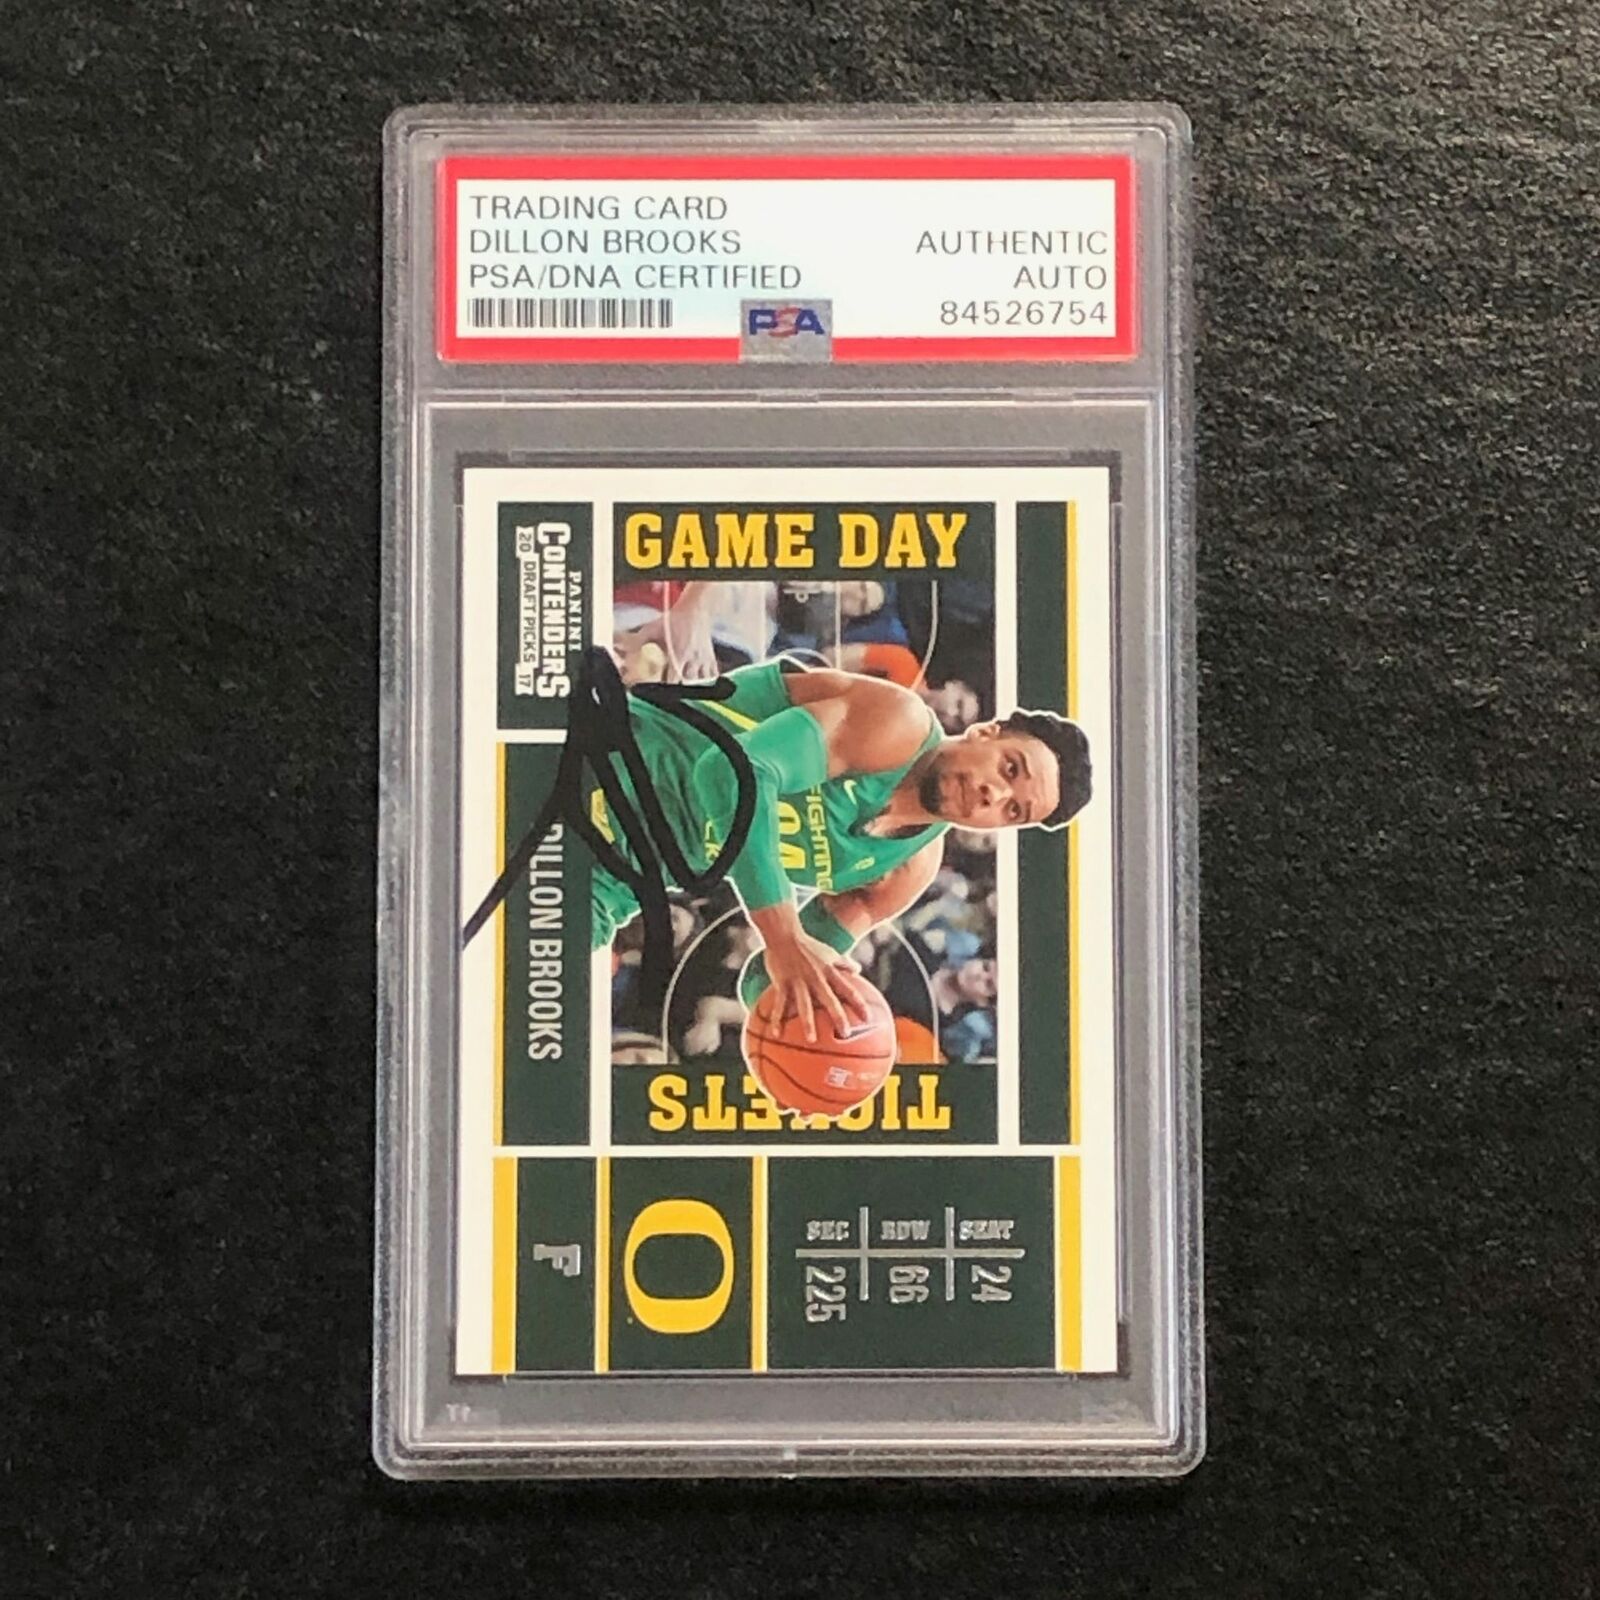 TRADING CARD
DILLON BROOKS
PSA/DNA CERTIFIED
AUTHENTIC
AUTO
84526754
PSA
GAME DAY
TICKETS
PANINI
CONTENDERS
20 DRAFT PICKS 17
DILLON BROOKS
FIGHTING
SEC ROW SEAT
225 66 24
O
F